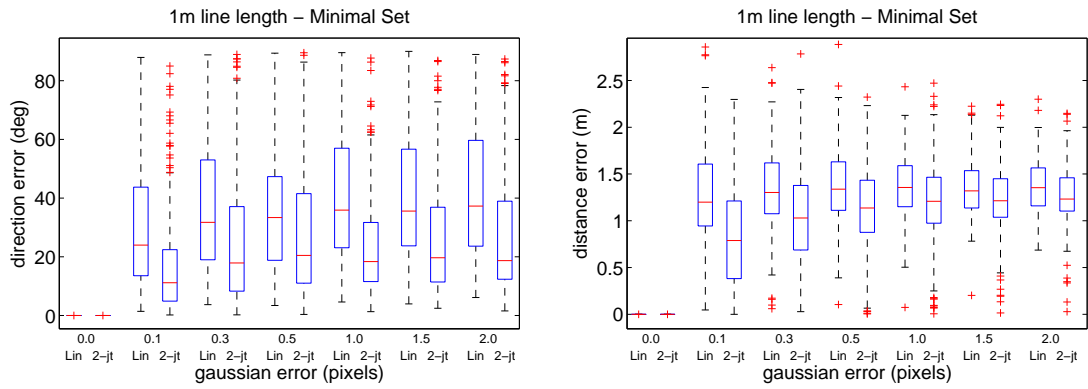 1m line length – Minimal Set
direction error (deg)
80
60
40
20
0
0.0 0.1 0.3 0.5 1.0 1.5 2.0
Lin 2–jt Lin 2–jt Lin 2–jt Lin 2–jt Lin 2–jt Lin 2–jt Lin 2–jt
gaussian error (pixels)
1m line length – Minimal Set
distance error (m)
2.5
2
1.5
1
0.5
0
0.0 0.1 0.3 0.5 1.0 1.5 2.0
Lin 2–jt Lin 2–jt Lin 2–jt Lin 2–jt Lin 2–jt Lin 2–jt Lin 2–jt
gaussian error (pixels)